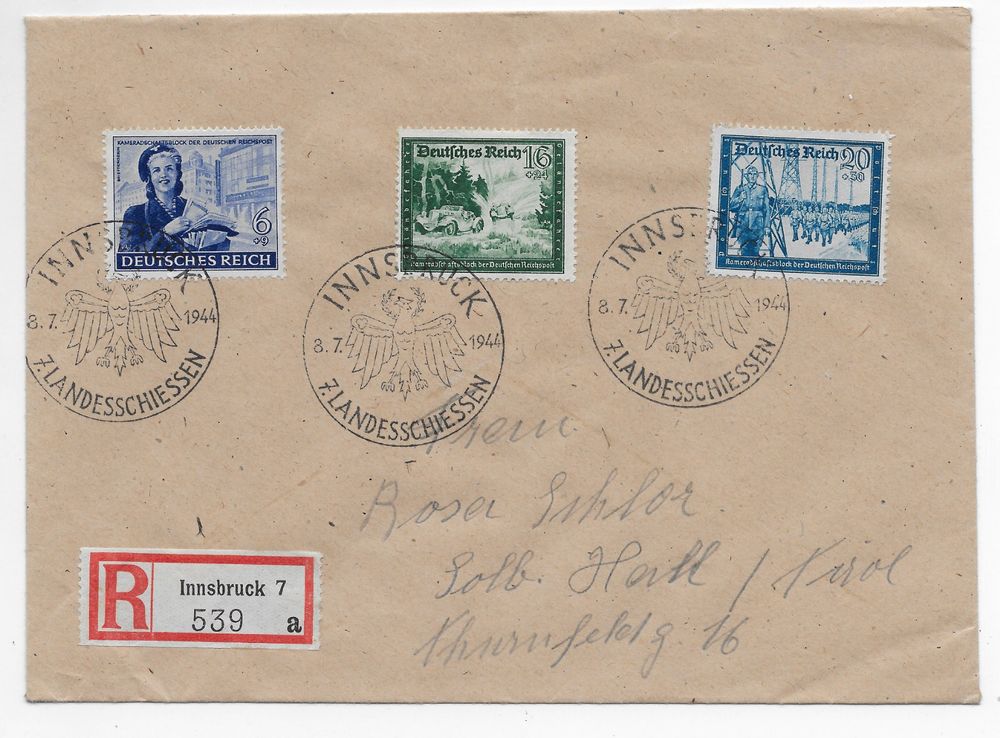 KAMERADSCHAFTSBLOCK DER DEUTSCHEN REICHSPOST
6
+9
DEUTSCHES REICH
Deutsches Reich 16
+24
Kameradschaftsblock der Deutschen Reichspost
Deutsches Reich 20
+30
Kameradschaftsblock der Deutschen Reichspost
INNSBRUCK
8.7. 1944
7. LANDESSCHIESSEN
INNSBRUCK
8.7. 1944
7. LANDESSCHIESSEN
INNSBRUCK
8.7. 1944
7. LANDESSCHIESSEN
Rosa
Solb. Hall / Tirol
16
R
Innsbruck 7
539 a